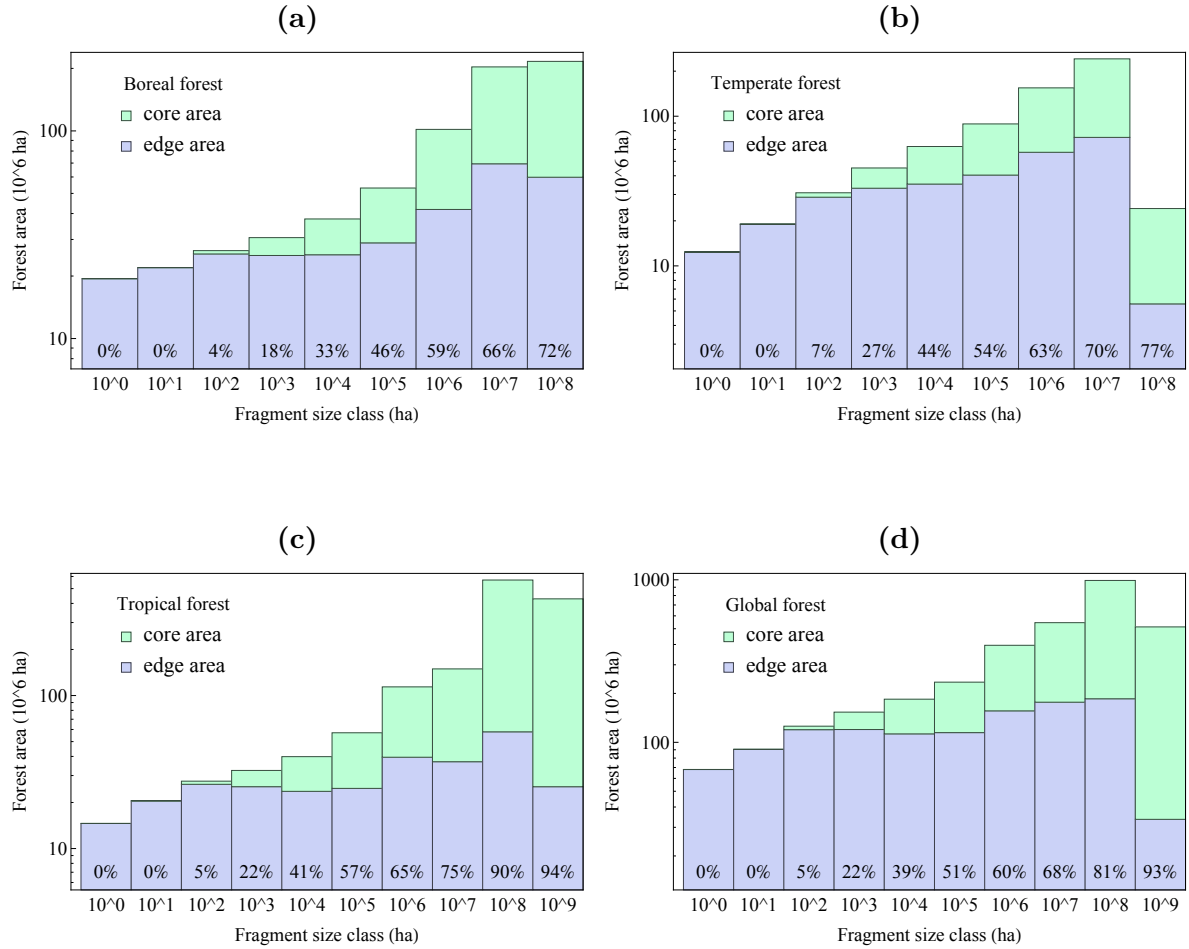 (a)
Boreal forest
core area
edge area
Forest area (10^6 ha)
100
10
0% 0% 4% 18% 33% 46% 59% 66% 72%
10^0 10^1 10^2 10^3 10^4 10^5 10^6 10^7 10^8
Fragment size class (ha)
(b)
Temperate forest
core area
edge area
Forest area (10^6 ha)
100
10
0% 0% 7% 27% 44% 54% 63% 70% 77%
10^0 10^1 10^2 10^3 10^4 10^5 10^6 10^7 10^8
Fragment size class (ha)
(c)
Tropical forest
core area
edge area
Forest area (10^6 ha)
100
10
0% 0% 5% 22% 41% 57% 65% 75% 90% 94%
10^0 10^1 10^2 10^3 10^4 10^5 10^6 10^7 10^8 10^9
Fragment size class (ha)
(d)
Global forest
core area
edge area
Forest area (10^6 ha)
1000
100
0% 0% 5% 22% 39% 51% 60% 68% 81% 93%
10^0 10^1 10^2 10^3 10^4 10^5 10^6 10^7 10^8 10^9
Fragment size class (ha)